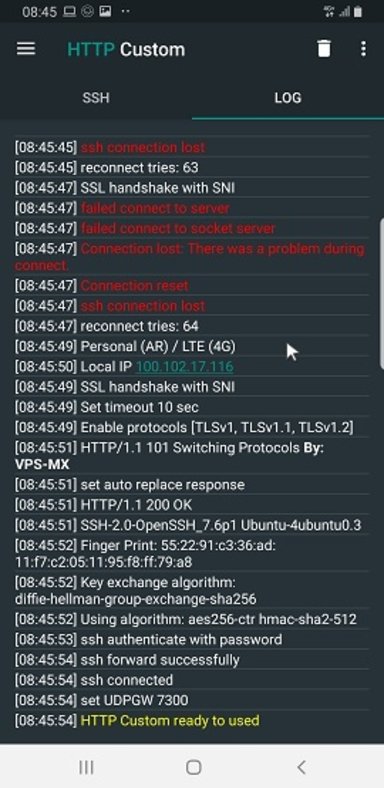 08:45
HTTP Custom
SSH
LOG
[08:45:45] ssh connection lost
[08:45:45] reconnect tries: 63
[08:45:47] SSL handshake with SNI
[08:45:47] failed connect to server
[08:45:47] failed connect to socket server
[08:45:47] Connection lost: There was a problem during
connect.
[08:45:47] Connection reset
[08:45:47] ssh connection lost
[08:45:47] reconnect tries: 64
[08:45:49] Personal (AR) / LTE (4G)
[08:45:50] Local IP 100.102.17.116
[08:45:49] SSL handshake with SNI
[08:45:49] Set timeout 10 sec
[08:45:49] Enable protocols [TLSv1, TLSv1.1, TLSv1.2]
[08:45:51] HTTP/1.1 101 Switching Protocols By:
VPS-MX
[08:45:51] set auto replace response
[08:45:51] HTTP/1.1 200 OK
[08:45:51] SSH-2.0-OpenSSH_7.6p1 Ubuntu-4ubuntu0.3
[08:45:52] Finger Print: 55:22:91:c3:36:ad:
11:f7:c2:05:11:95:f8:ff:79:a8
[08:45:52] Key exchange algorithm:
diffie-hellman-group-exchange-sha256
[08:45:52] Using algorithm: aes256-ctr hmac-sha2-512
[08:45:53] ssh authenticate with password
[08:45:54] ssh forward successfully
[08:45:54] ssh connected
[08:45:54] set UDPGW 7300
[08:45:54] HTTP Custom ready to used